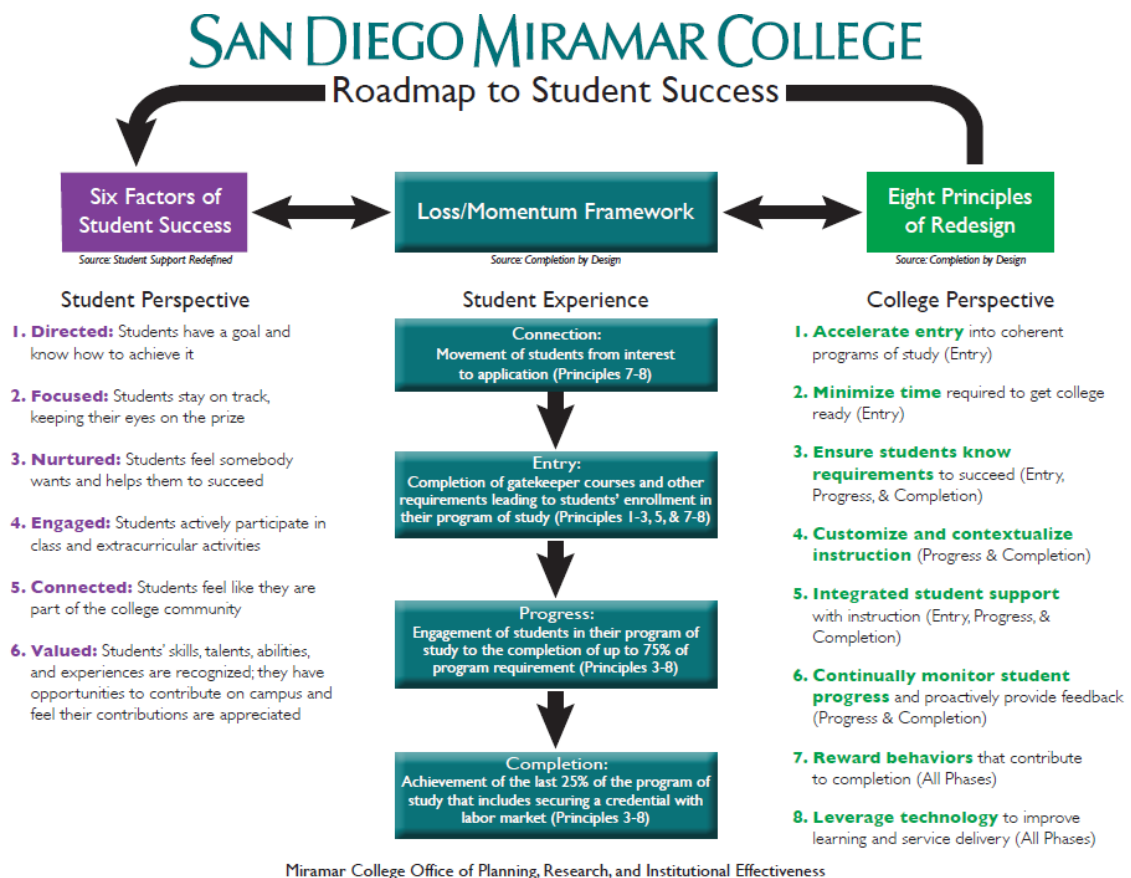 SAN DIEGO MIRAMAR COLLEGE
Roadmap to Student Success
Six Factors of
Student Success
Source: Student Support Redefined
Loss/Momentum Framework
Source: Completion by Design
Eight Principles
of Redesign
Source: Completion by Design
Student Perspective
1. Directed: Students have a goal and
know how to achieve it
2. Focused: Students stay on track,
keeping their eyes on the prize
3. Nurtured: Students feel somebody
wants and helps them to succeed
4. Engaged: Students actively participate in
class and extracurricular activities
5. Connected: Students feel like they are
part of the college community
6. Valued: Students' skills, talents, abilities,
and experiences are recognized; they have
opportunities to contribute on campus and
feel their contributions are appreciated
Student Experience
Connection:
Movement of students from interest
to application (Principles 7-8)
Entry:
Completion of gatekeeper courses and other
requirements leading to students' enrollment in
their program of study (Principles 1-3, 5, & 7-8)
Progress:
Engagement of students in their program of
study to the completion of up to 75% of
program requirement (Principles 3-8)
Completion:
Achievement of the last 25% of the program of
study that includes securing a credential with
labor market (Principles 3-8)
College Perspective
1. Accelerate entry into coherent
programs of study (Entry)
2. Minimize time required to get college
ready (Entry)
3. Ensure students know
requirements to succeed (Entry,
Progress, & Completion)
4. Customize and contextualize
instruction (Progress & Completion)
5. Integrated student support
with instruction (Entry, Progress, &
Completion)
6. Continually monitor student
progress and proactively provide feedback
(Progress & Completion)
7. Reward behaviors that contribute
to completion (All Phases)
8. Leverage technology to improve
learning and service delivery (All Phases)
Miramar College Office of Planning, Research, and Institutional Effectiveness